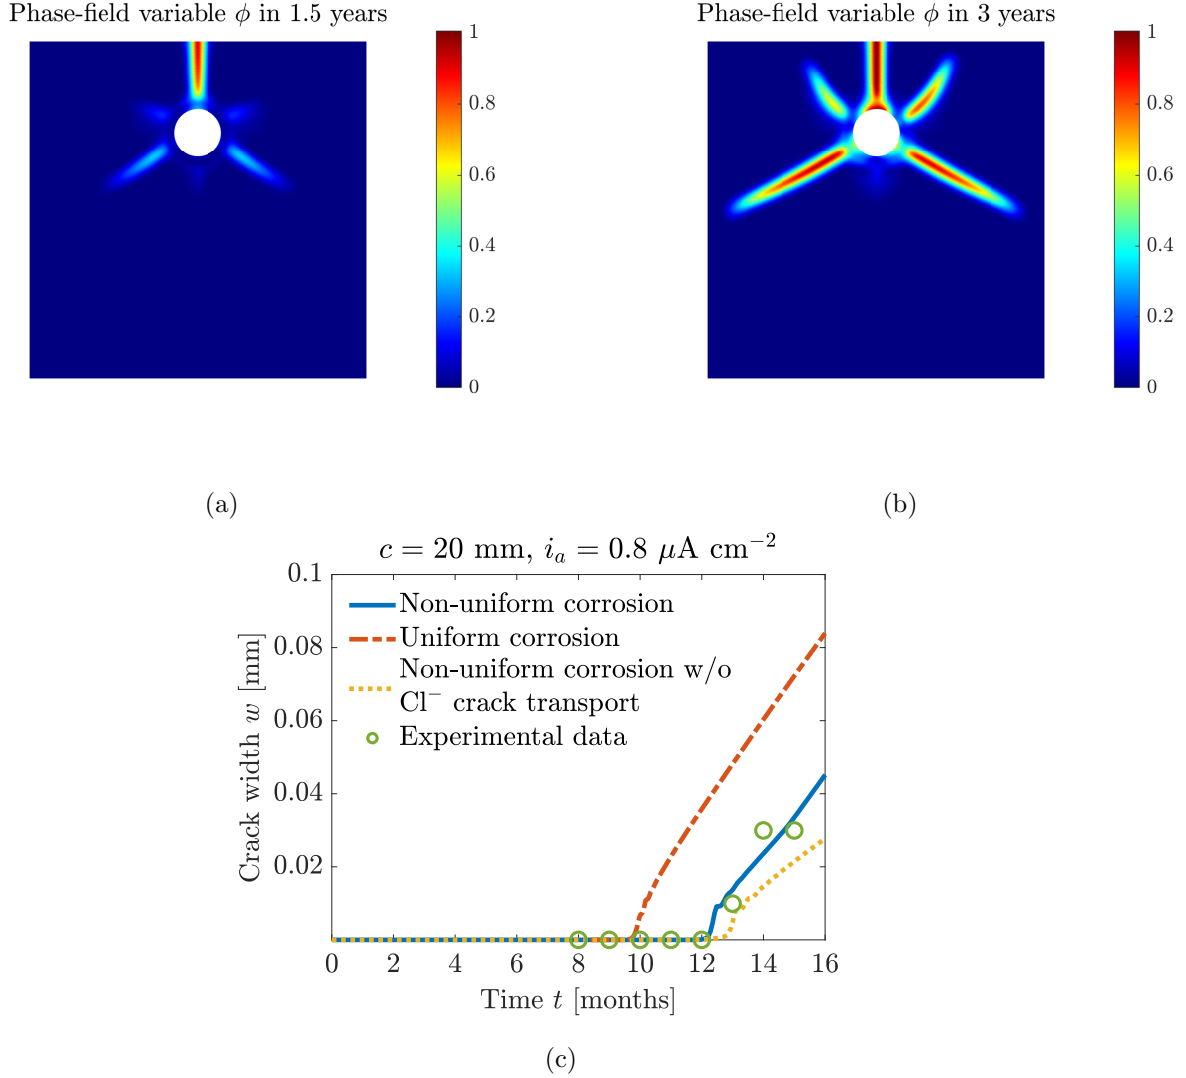 Phase-field variable ϕ in 1.5 years
1
0.8
0.6
0.4
0.2
0
(a)
Phase-field variable ϕ in 3 years
1
0.8
0.6
0.4
0.2
0
(b)
c = 20 mm, i_a = 0.8 μA cm⁻²
Non-uniform corrosion
Uniform corrosion
Non-uniform corrosion w/o
Cl⁻ crack transport
Experimental data
Crack width w [mm]
0.1
0.08
0.06
0.04
0.02
0 2 4 6 8 10 12 14 16
Time t [months]
(c)